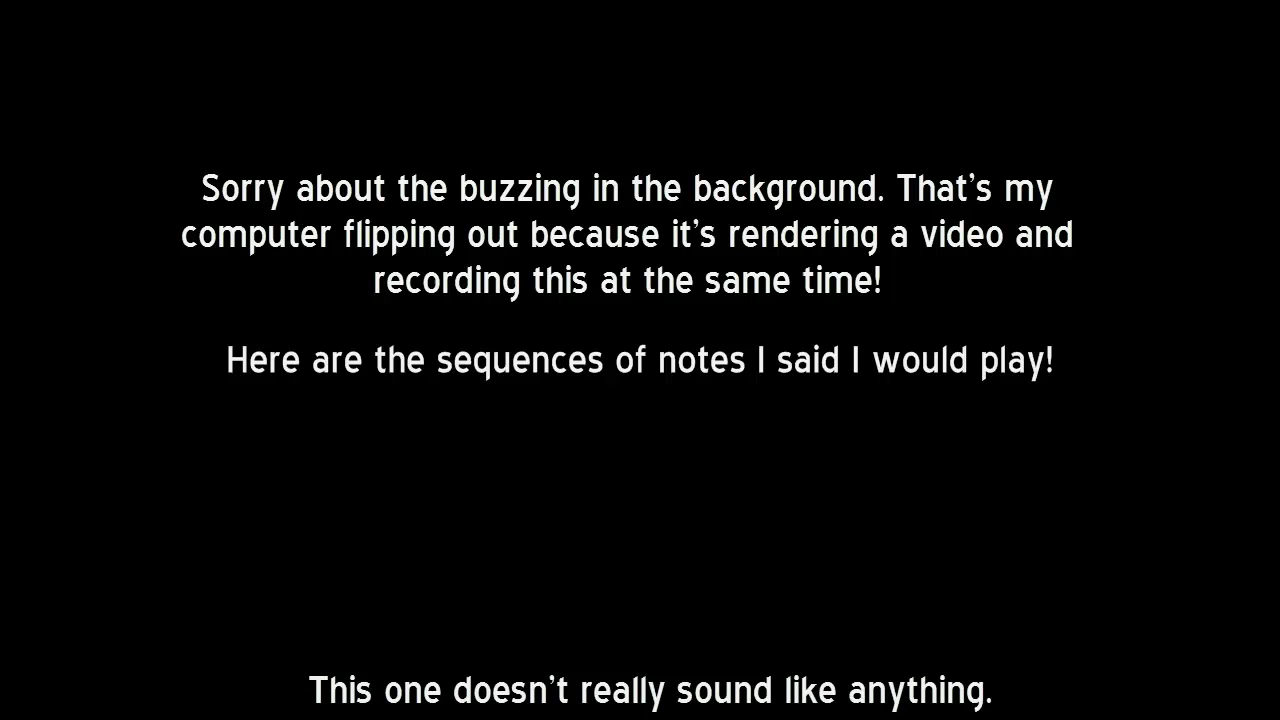 Sorry about the buzzing in the background. That's my
computer flipping out because it's rendering a video and
recording this at the same time!
Here are the sequences of notes I said I would play!
This one doesn't really sound like anything.